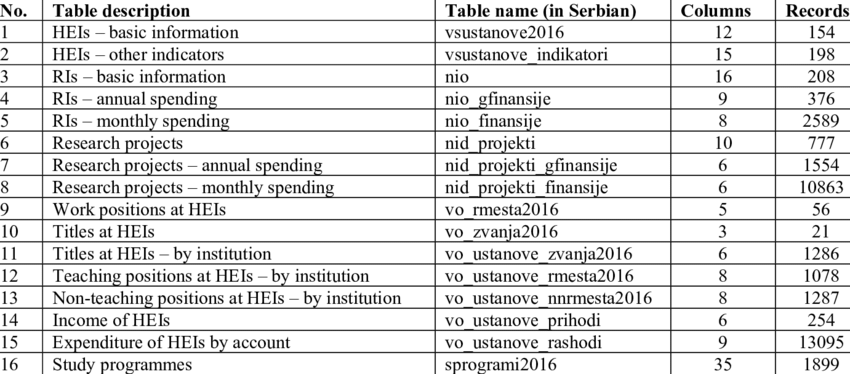 No. Table description Table name (in Serbian) Columns Records
1 HEIs – basic information vsustanove2016 12 154
2 HEIs – other indicators vsustanove_indikatori 15 198
3 RIs – basic information nio 16 208
4 RIs – annual spending nio_gfinansije 9 376
5 RIs – monthly spending nio_finansije 8 2589
6 Research projects nid_projekti 10 777
7 Research projects – annual spending nid_projekti_gfinansije 6 1554
8 Research projects – monthly spending nid_projekti_finansije 6 10863
9 Work positions at HEIs vo_rmesta2016 5 56
10 Titles at HEIs vo_zvanja2016 3 21
11 Titles at HEIs – by institution vo_ustanove_zvanja2016 6 1286
12 Teaching positions at HEIs – by institution vo_ustanove_rmesta2016 8 1078
13 Non-teaching positions at HEIs – by institution vo_ustanove_nnrmesta2016 8 1287
14 Income of HEIs vo_ustanove_prihodi 6 254
15 Expenditure of HEIs by account vo_ustanove_rashodi 9 13095
16 Study programmes sprogrami2016 35 1899